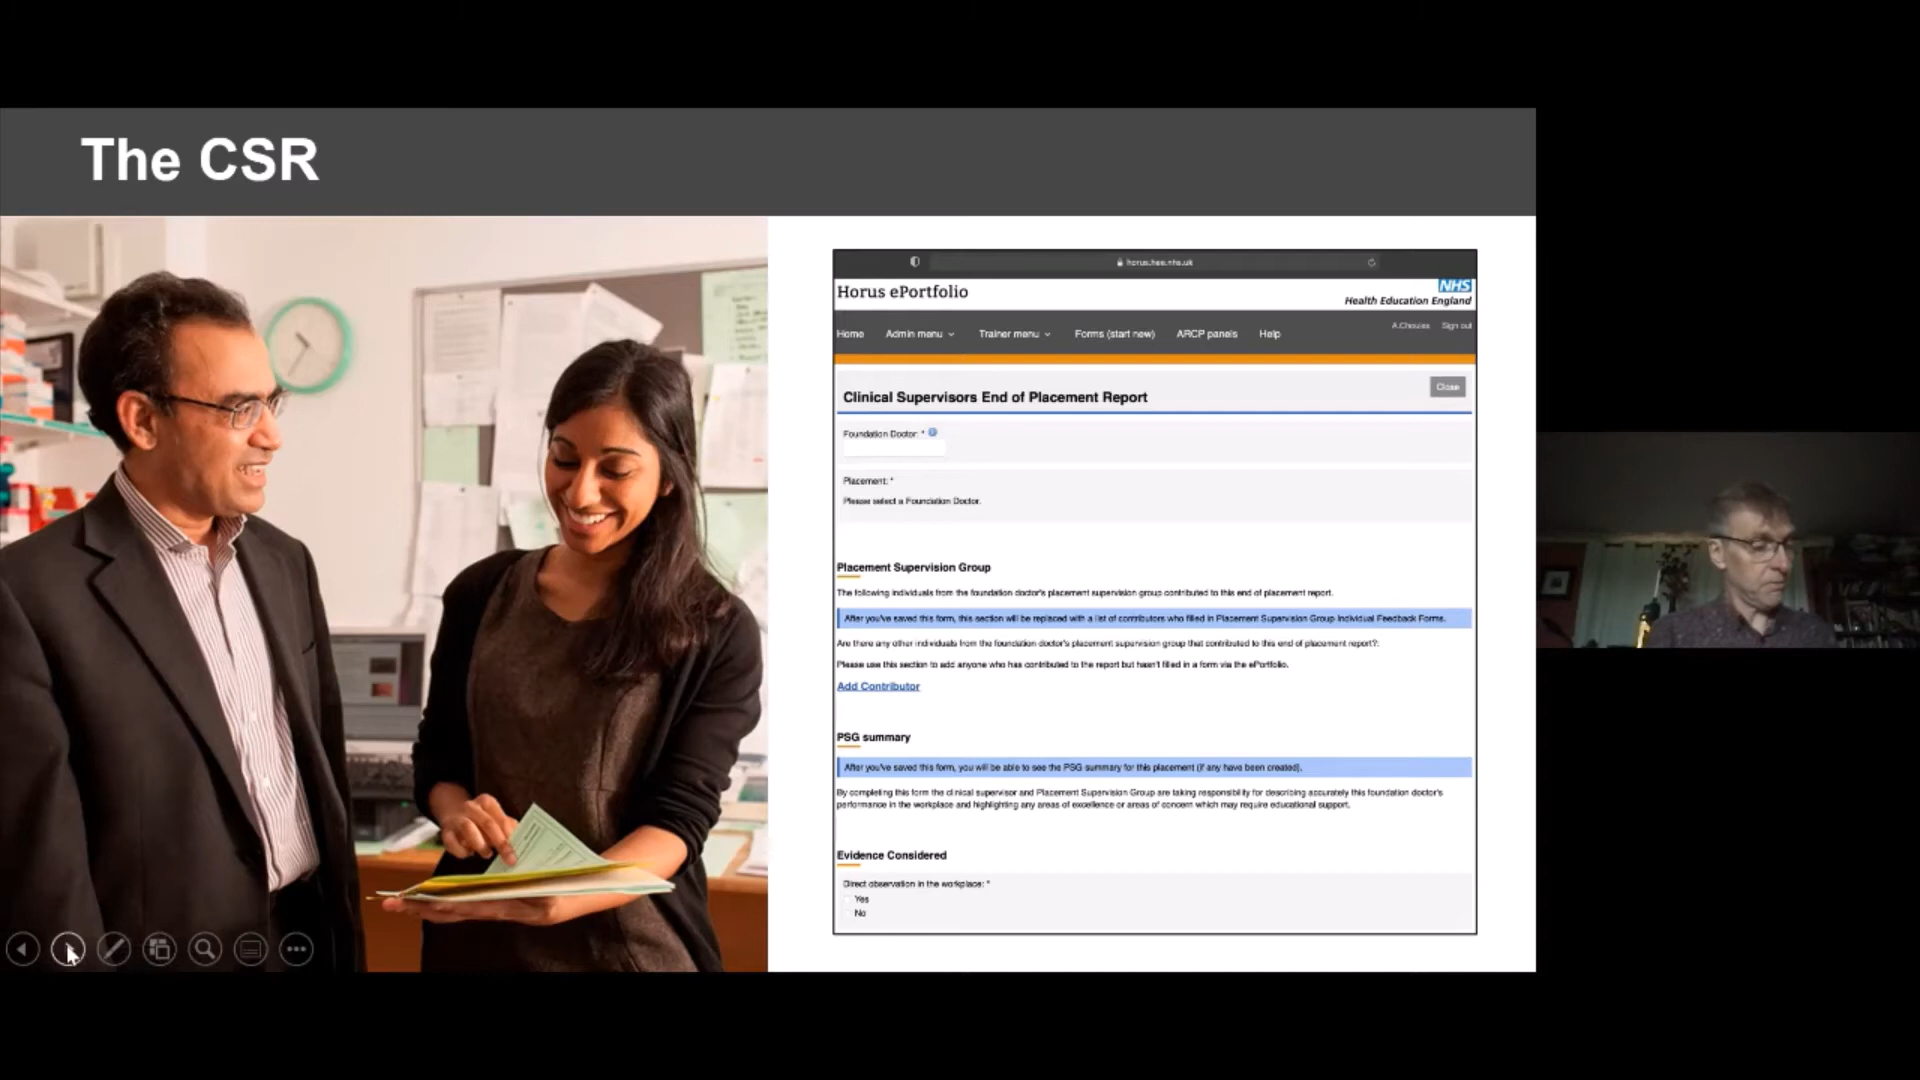 The CSR
horus.hee.nhs.uk
Horus ePortfolio
NHS
Health Education England
Home Admin menu Trainer menu Forms (start new) ARCP panels Help
A.Choules Sign out
Clinical Supervisors End of Placement Report
Close
Foundation Doctor: *
Placement: *
Please select a Foundation Doctor.
Placement Supervision Group
The following individuals from the foundation doctor's placement supervision group contributed to this end of placement report.
After you've saved this form, this section will be replaced with a list of contributors who filled in Placement Supervision Group Individual Feedback Forms.
Are there any other individuals from the foundation doctor's placement supervision group that contributed to this end of placement report?:
Please use this section to add anyone who has contributed to the report but hasn't filled in a form via the ePortfolio.
Add Contributor
PSG summary
After you've saved this form, you will be able to see the PSG summary for this placement (if any have been created).
By completing this form the clinical supervisor and Placement Supervision Group are taking responsibility for describing accurately this foundation doctor's
performance in the workplace and highlighting any areas of excellence or areas of concern which may require educational support.
Evidence Considered
Direct observation in the workplace: *
Yes
No